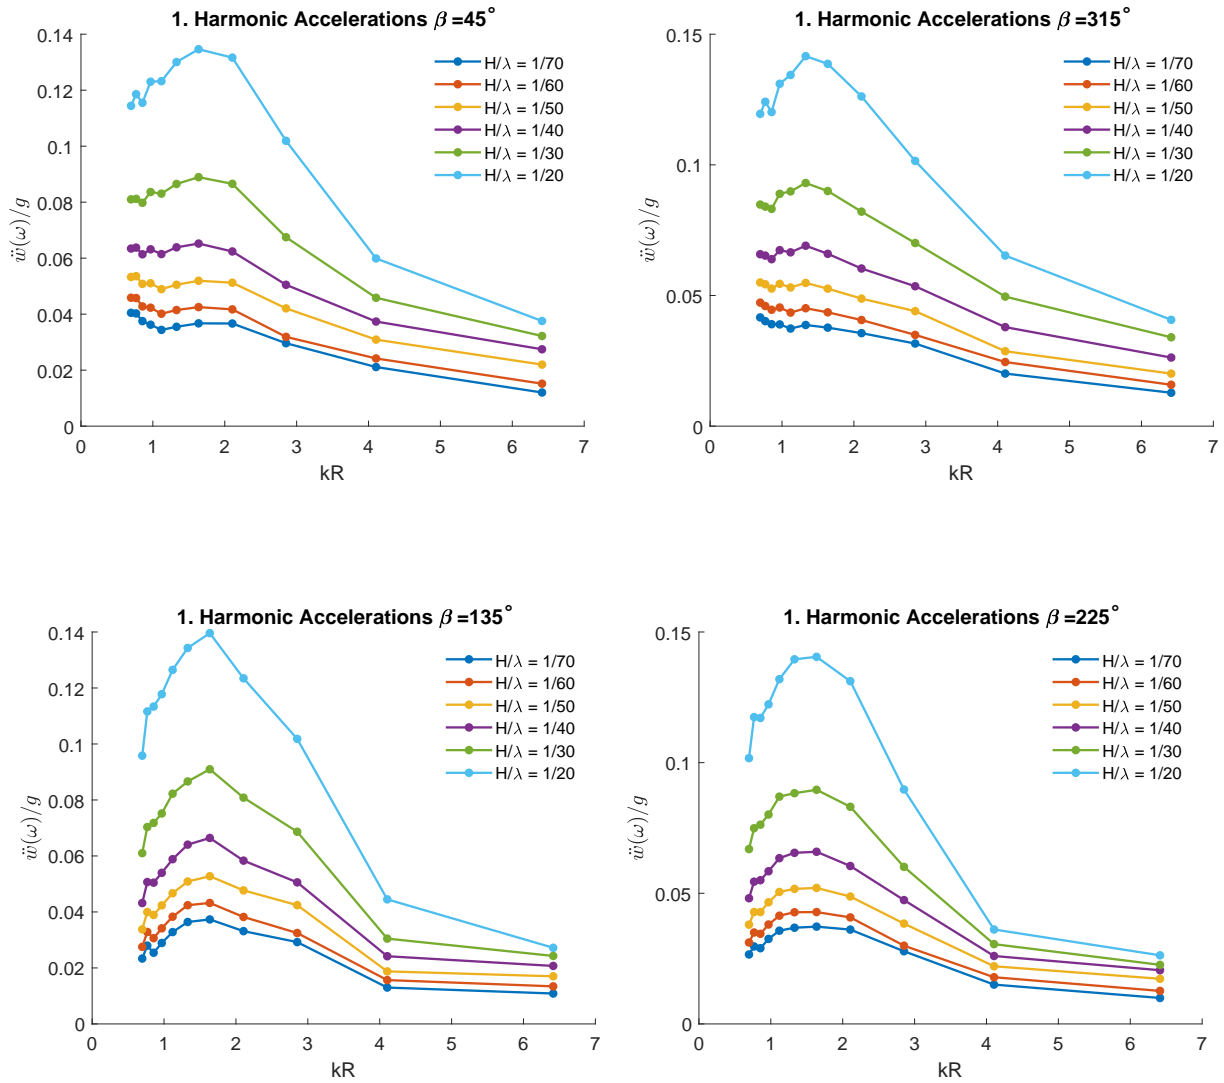 1. Harmonic Accelerations β =45°
0.14
0.12
0.1
0.08
0.06
0.04
0.02
0
ẅ(ω)/g
H/λ = 1/70
H/λ = 1/60
H/λ = 1/50
H/λ = 1/40
H/λ = 1/30
H/λ = 1/20
0 1 2 3 4 5 6 7
kR
1. Harmonic Accelerations β =315°
0.15
0.1
0.05
0
ẅ(ω)/g
H/λ = 1/70
H/λ = 1/60
H/λ = 1/50
H/λ = 1/40
H/λ = 1/30
H/λ = 1/20
0 1 2 3 4 5 6 7
kR
1. Harmonic Accelerations β =135°
0.14
0.12
0.1
0.08
0.06
0.04
0.02
0
ẅ(ω)/g
H/λ = 1/70
H/λ = 1/60
H/λ = 1/50
H/λ = 1/40
H/λ = 1/30
H/λ = 1/20
0 1 2 3 4 5 6 7
kR
1. Harmonic Accelerations β =225°
0.15
0.1
0.05
0
ẅ(ω)/g
H/λ = 1/70
H/λ = 1/60
H/λ = 1/50
H/λ = 1/40
H/λ = 1/30
H/λ = 1/20
0 1 2 3 4 5 6 7
kR